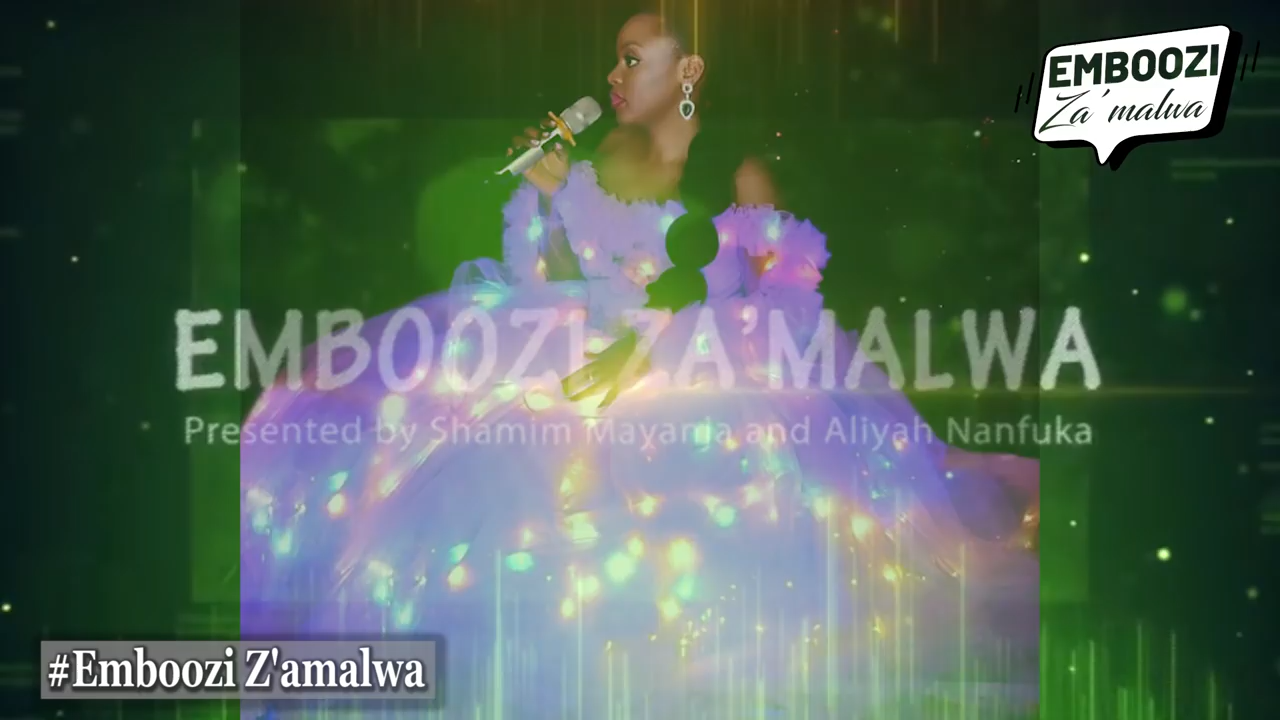 EMBOOZI
Za'malwa
EMBOOZI ZA'MALWA
Presented by Shamim Mayanja and Aliyah Nanfuka
#Emboozi Z'amalwa